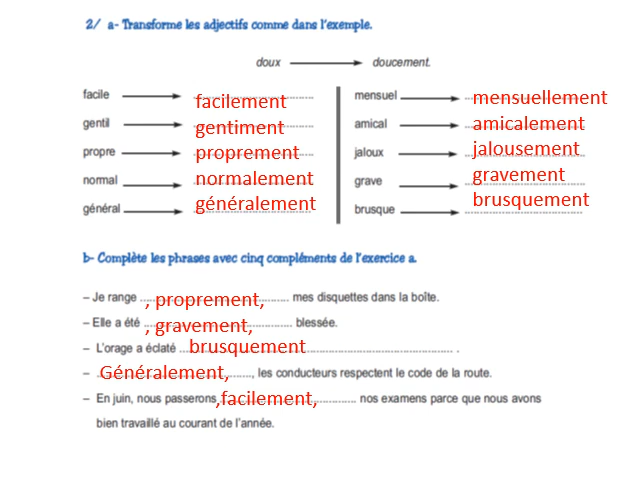 2/ a- Transforme les adjectifs comme dans l'exemple.
doux doucement.
facile facilement
gentil gentiment
propre proprement
normal normalement
général généralement
mensuel mensuellement
amical amicalement
jaloux jalousement
grave gravement
brusque brusquement
b- Complète les phrases avec cinq compléments de l'exercice a.
– Je range , proprement, mes disquettes dans la boîte.
– Elle a été , gravement, blessée.
– L'orage a éclaté brusquement .
– Généralement, , les conducteurs respectent le code de la route.
– En juin, nous passerons ,facilement, nos examens parce que nous avons
bien travaillé au courant de l'année.